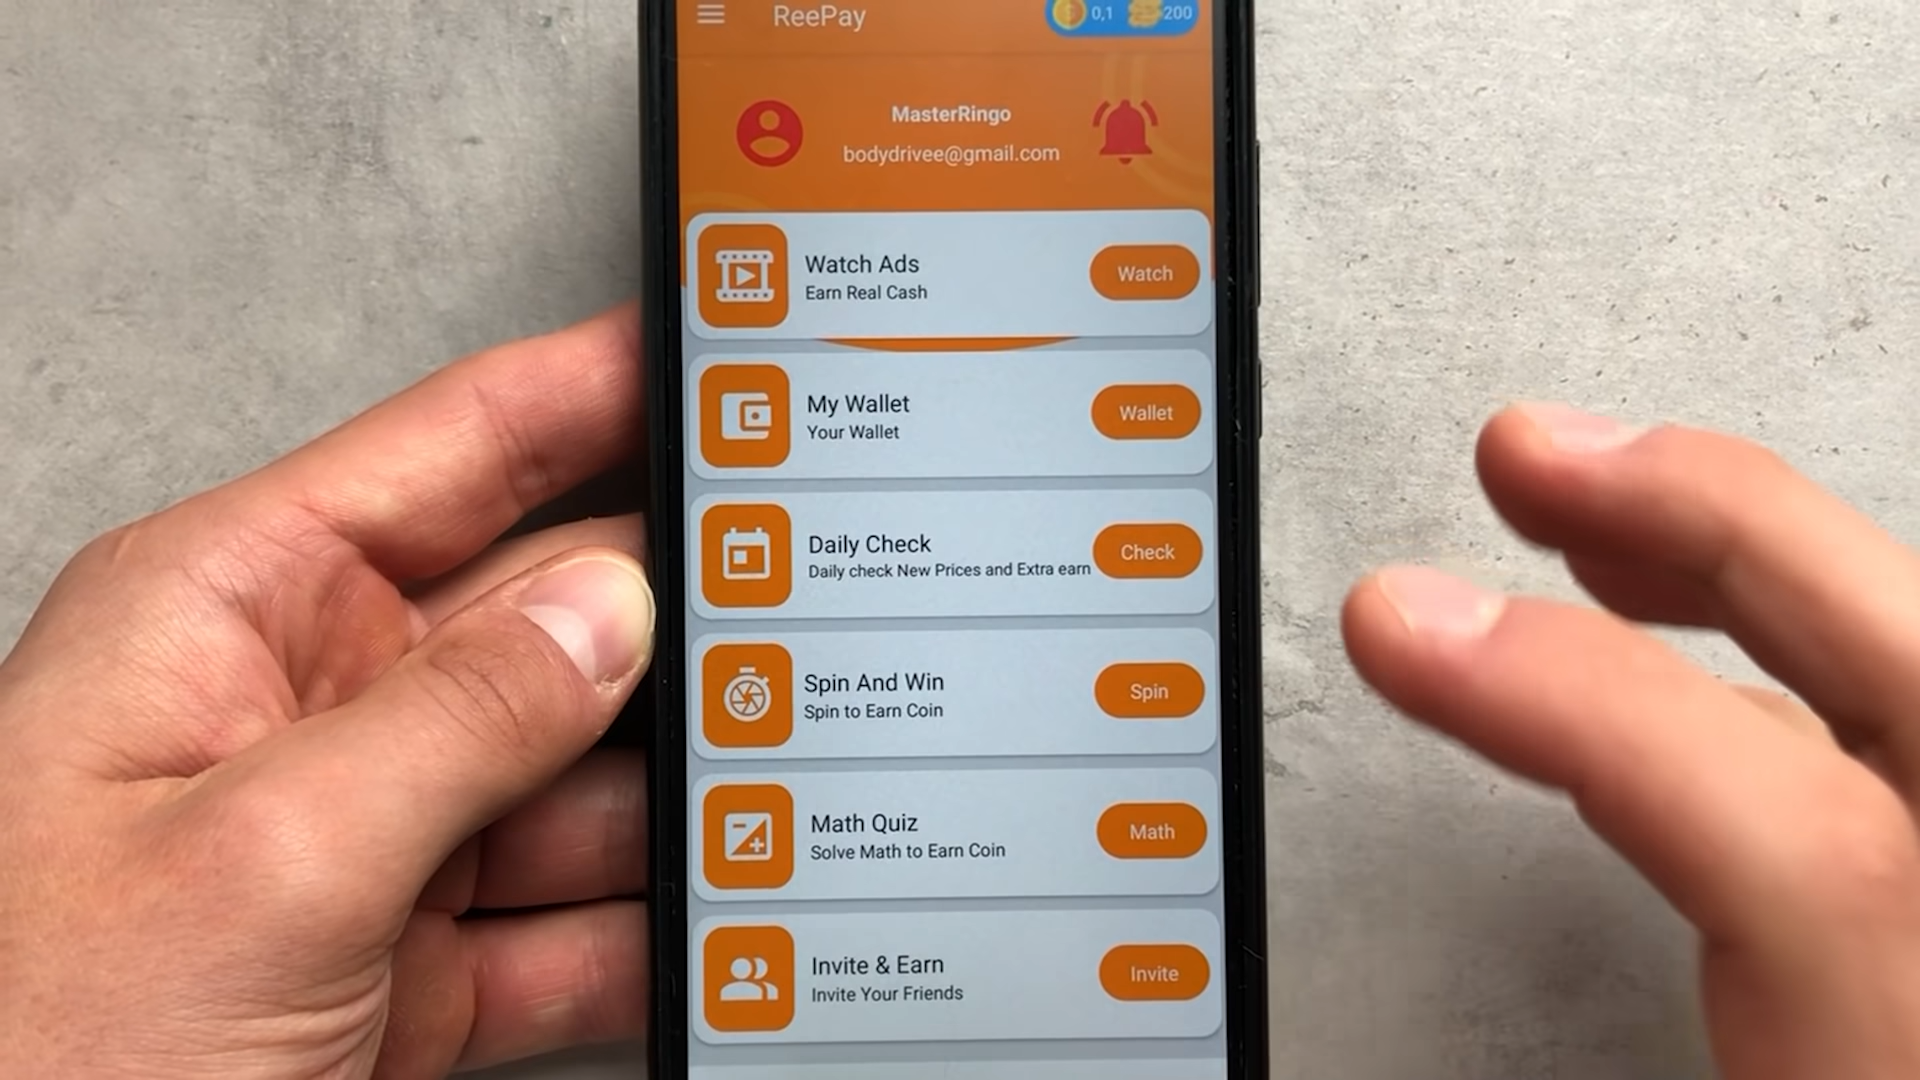 ReePay
0,1 200
MasterRingo
bodydrivee@gmail.com
Watch Ads
Earn Real Cash
Watch
My Wallet
Your Wallet
Wallet
Daily Check
Daily check New Prices and Extra earn
Check
Spin And Win
Spin to Earn Coin
Spin
Math Quiz
Solve Math to Earn Coin
Math
Invite & Earn
Invite Your Friends
Invite